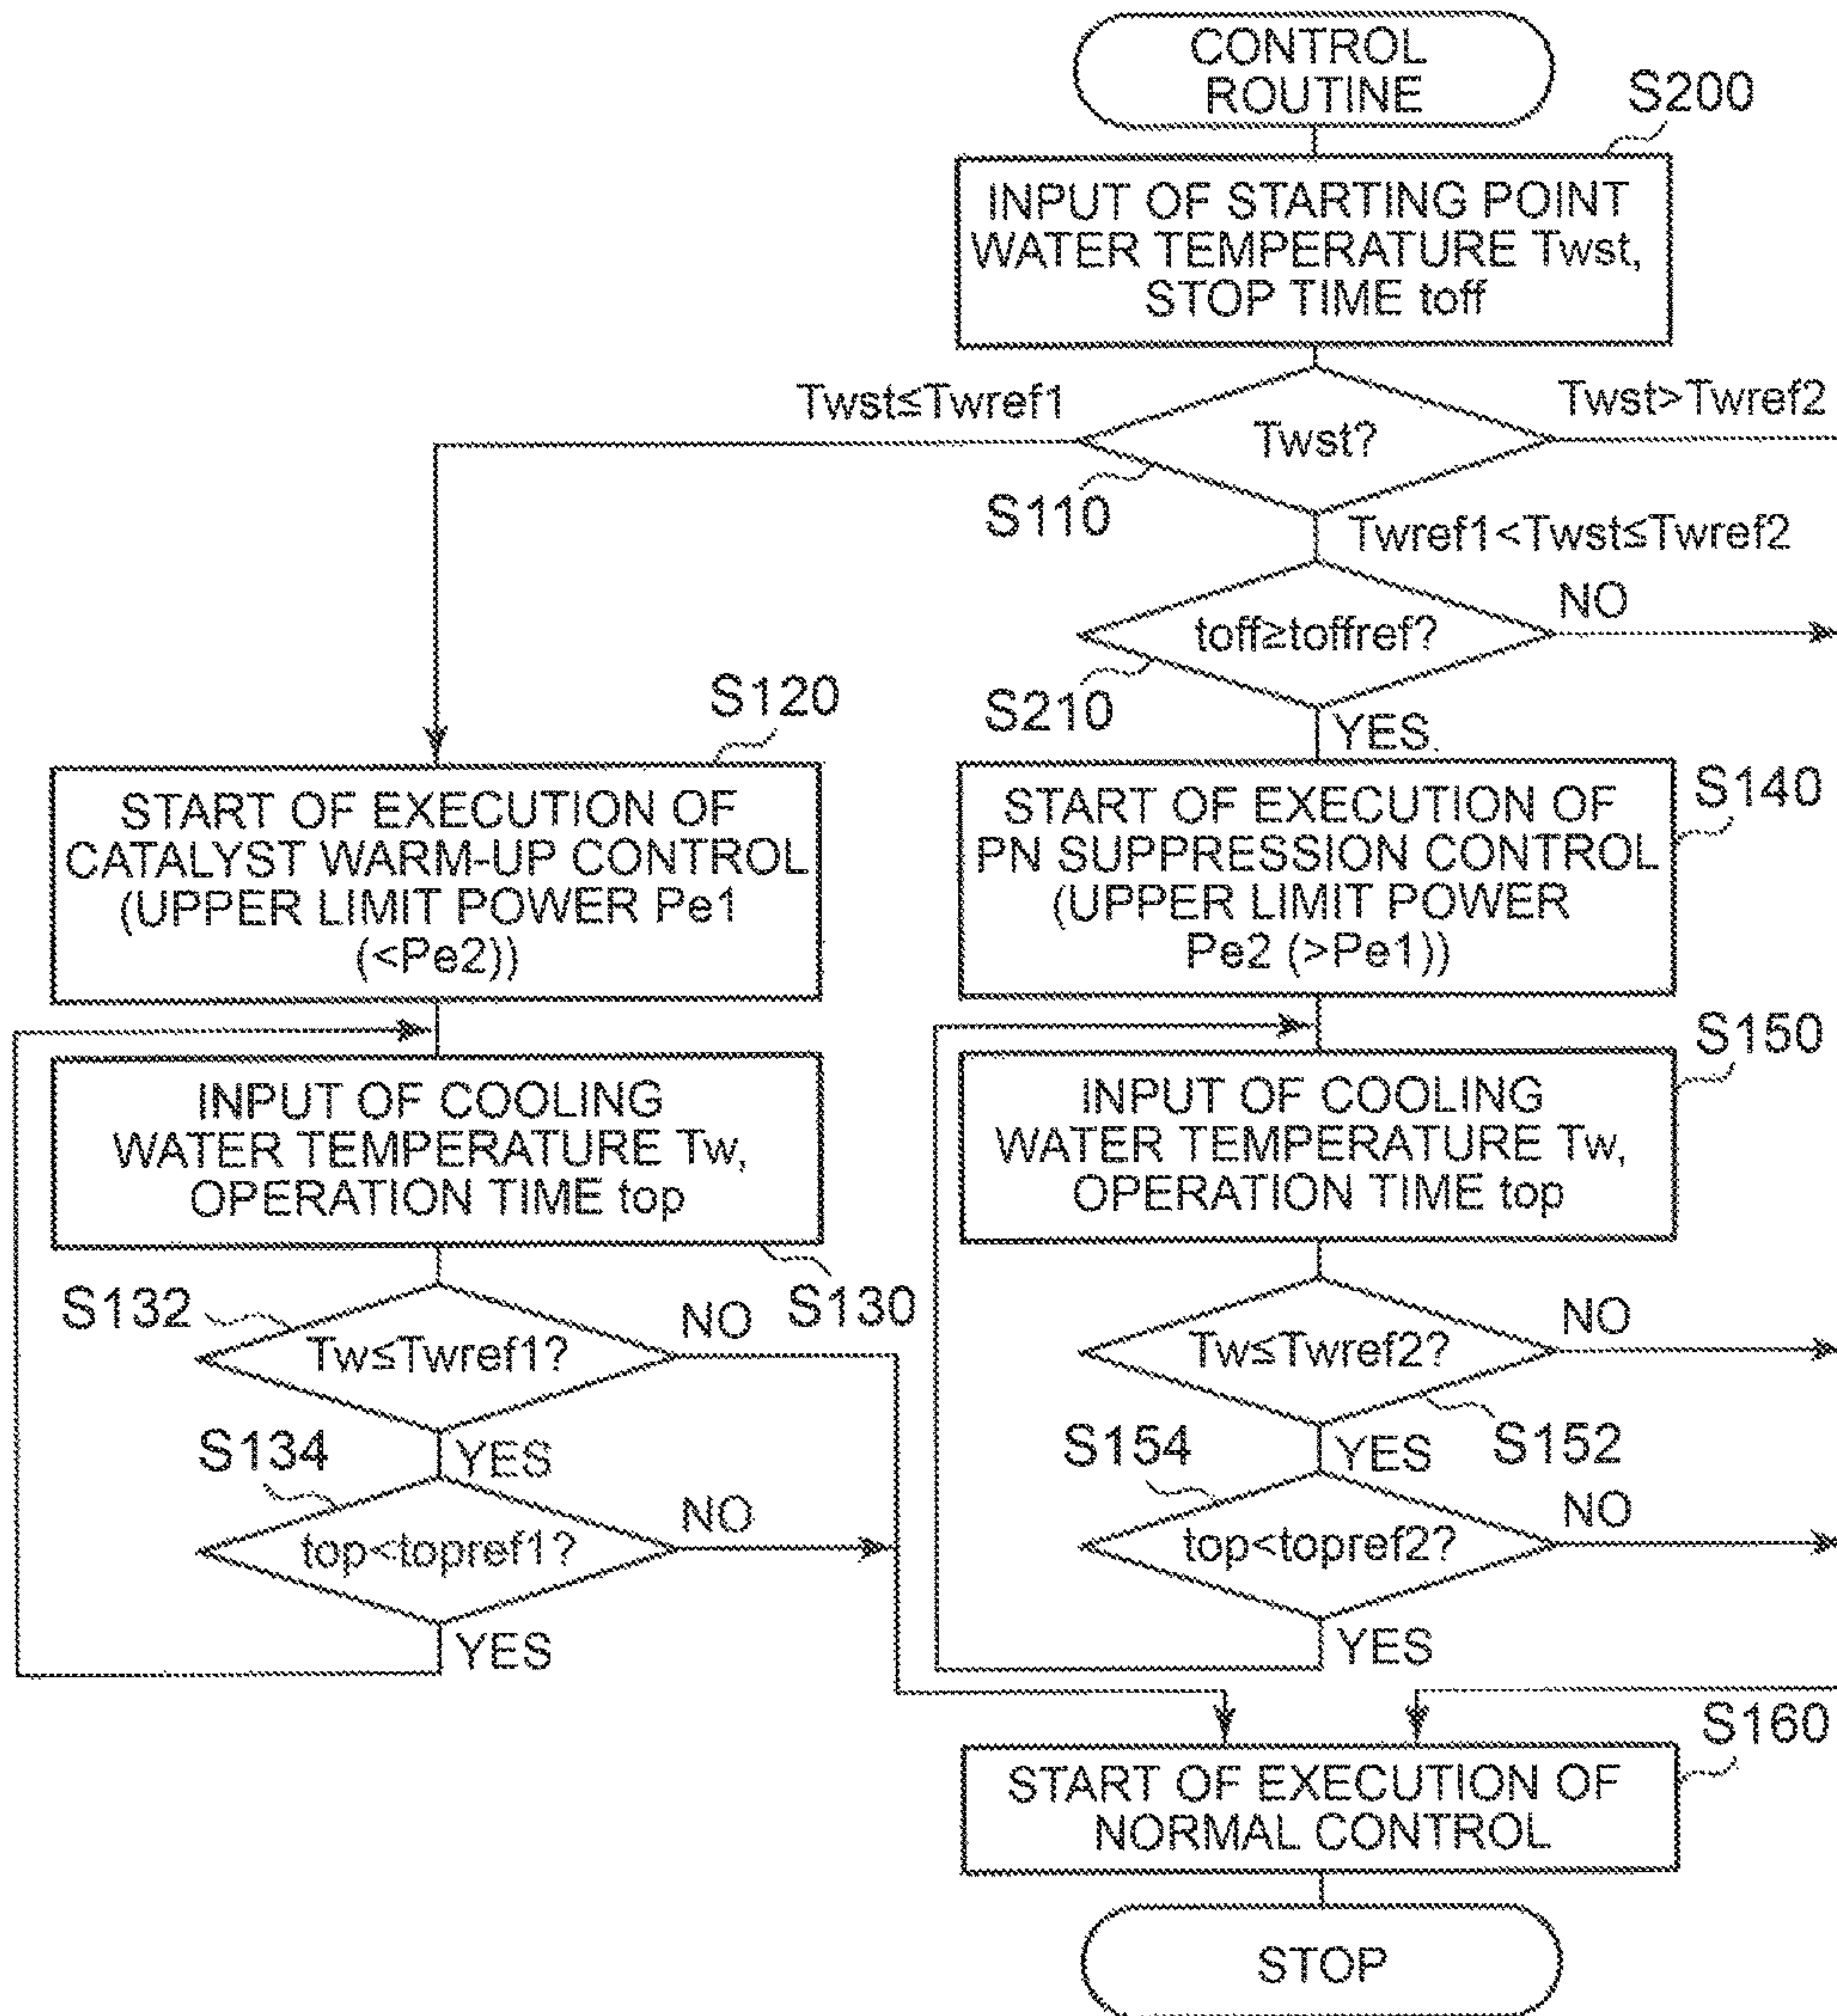 CONTROL
ROUTINE
S200
INPUT OF STARTING POINT
WATER TEMPERATURE Twst,
STOP TIME toff
Twst≤Twref1
Twst?
Twst>Twref2
S110
Twref1<Twst≤Twref2
toff≥toffref?
NO
S210
YES
S120
START OF EXECUTION OF
CATALYST WARM-UP CONTROL
(UPPER LIMIT POWER Pe1
(<Pe2))
S140
START OF EXECUTION OF
PN SUPPRESSION CONTROL
(UPPER LIMIT POWER
Pe2 (>Pe1))
INPUT OF COOLING
WATER TEMPERATURE Tw,
OPERATION TIME top
S130
S150
INPUT OF COOLING
WATER TEMPERATURE Tw,
OPERATION TIME top
S132
Tw≤Twref1?
NO
YES
S134
top<topref1?
NO
YES
Tw≤Twref2?
NO
S152
YES
S154
top<topref2?
NO
YES
S160
START OF EXECUTION OF
NORMAL CONTROL
STOP